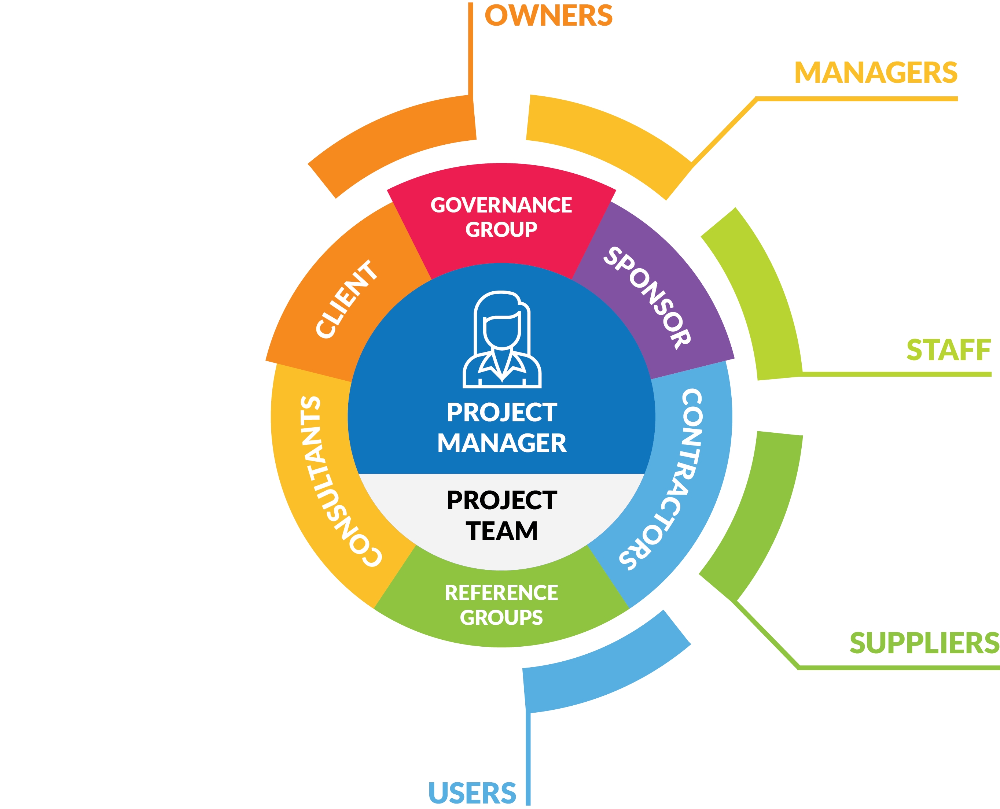 OWNERS
MANAGERS
GOVERNANCE
GROUP
CLIENT
SPONSOR
STAFF
PROJECT
MANAGER
CONSULTANTS
CONTRACTORS
PROJECT
TEAM
REFERENCE
GROUPS
SUPPLIERS
USERS